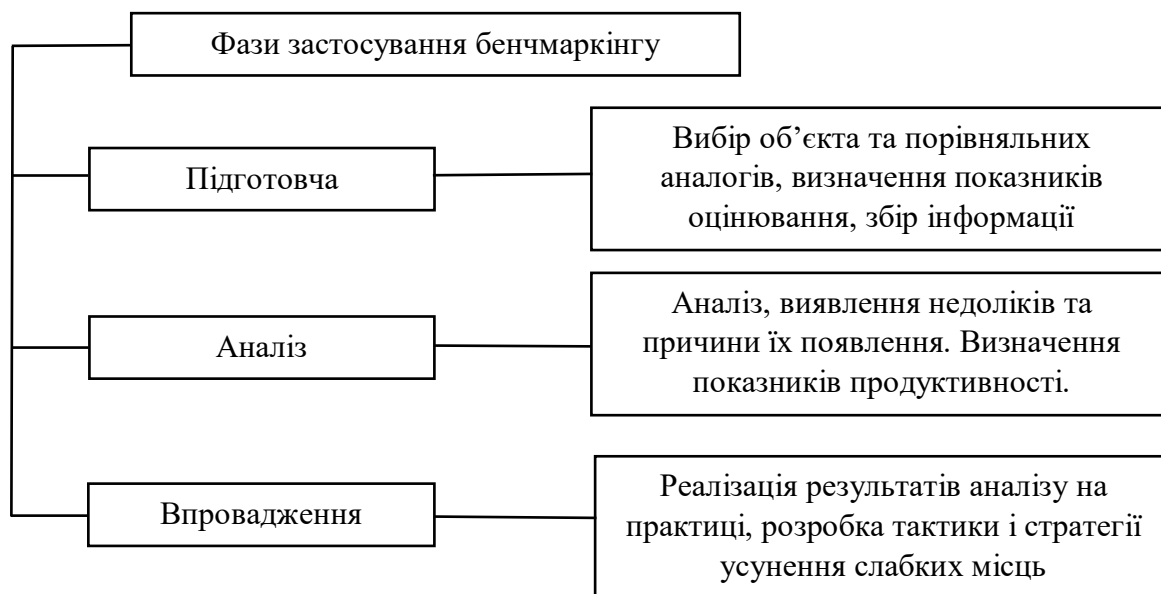 Фази застосування бенчмаркінгу
Підготовча
Вибір об’єкта та порівняльних
аналогів, визначення показників
оцінювання, збір інформації
Аналіз
Аналіз, виявлення недоліків та
причини їх появлення. Визначення
показників продуктивності.
Впровадження
Реалізація результатів аналізу на
практиці, розробка тактики і стратегії
усунення слабких місць